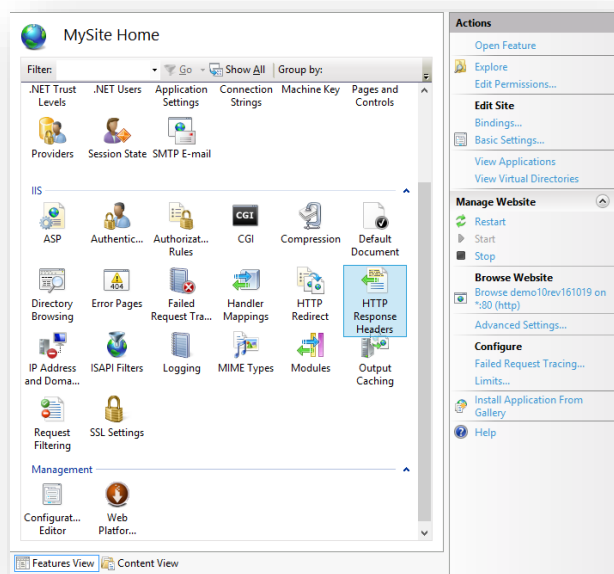 MySite Home
Filter:
Go
Show All
Group by:
.NET Trust Levels
.NET Users
Application Settings
Connection Strings
Machine Key
Pages and Controls
Providers
Session State
SMTP E-mail
IIS
ASP
Authentic...
Authorizat... Rules
CGI
CGI
Compression
Default Document
Directory Browsing
404
Error Pages
Failed Request Tra...
Handler Mappings
HTTP Redirect
HTTP Response Headers
IP Address and Doma...
ISAPI Filters
Logging
MIME Types
Modules
Output Caching
Request Filtering
SSL Settings
Management
Configurat... Editor
Web Platfor...
Features View
Content View
Actions
Open Feature
Explore
Edit Permissions...
Edit Site
Bindings...
Basic Settings...
View Applications
View Virtual Directories
Manage Website
Restart
Start
Stop
Browse Website
Browse demo10rev161019 on
*:80 (http)
Advanced Settings...
Configure
Failed Request Tracing...
Limits...
Install Application From
Gallery
Help